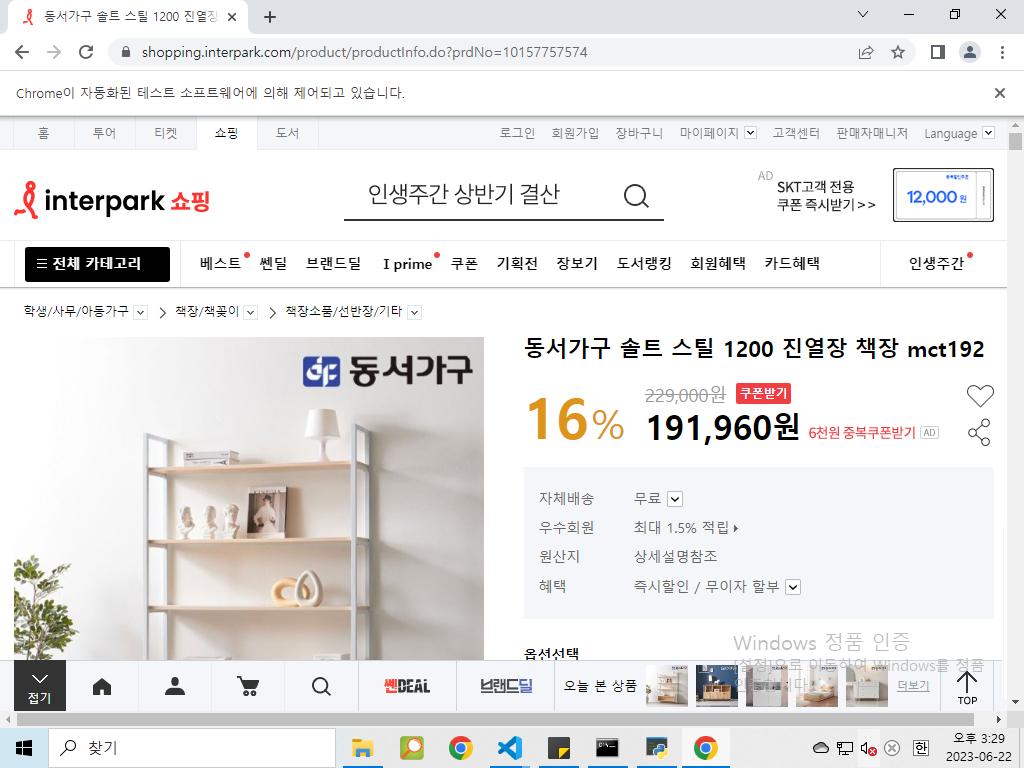 동서가구 솔트 스틸 1200 진열장
shopping.interpark.com/product/productInfo.do?prdNo=10157757574
Chrome이 자동화된 테스트 소프트웨어에 의해 제어되고 있습니다.
홈 투어 티켓 쇼핑 도서 로그인 회원가입 장바구니 마이페이지 고객센터 판매자매니저 Language
interpark 쇼핑
인생주간 상반기 결산
AD
SKT고객 전용
쿠폰 즉시받기 >>
12,000원
전체 카테고리 베스트 쎈딜 브랜드딜 I prime 쿠폰 기획전 장보기 도서랭킹 회원혜택 카드혜택 인생주간
학생/사무/아동가구 책장/책꽂이 책장소품/선반장/기타
동서가구
동서가구 솔트 스틸 1200 진열장 책장 mct192
16%
229,000원 쿠폰받기
191,960원 6천원 중복쿠폰받기 AD
자체배송 무료
우수회원 최대 1.5% 적립
원산지 상세설명참조
혜택 즉시할인 / 무이자 할부
옵션선택
Windows 정품 인증
[설정]으로 이동하여 Windows를 정품
접기 쎈DEAL 브랜드딜 오늘 본 상품 더보기 TOP
찾기
한
오후 3:29
2023-06-22